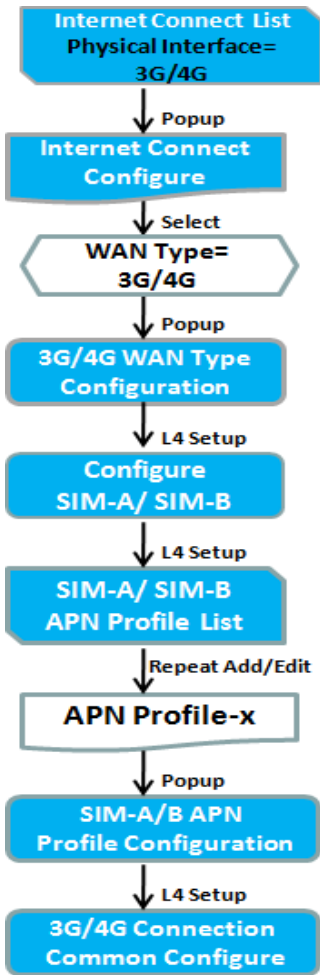 Internet Connect List
Physical Interface=
3G/4G
Popup
Internet Connect
Configure
Select
WAN Type=
3G/4G
Popup
3G/4G WAN Type
Configuration
L4 Setup
Configure
SIM-A/ SIM-B
L4 Setup
SIM-A/ SIM-B
APN Profile List
Repeat Add/Edit
APN Profile-x
Popup
SIM-A/B APN
Profile Configuration
L4 Setup
3G/4G Connection
Common Configure